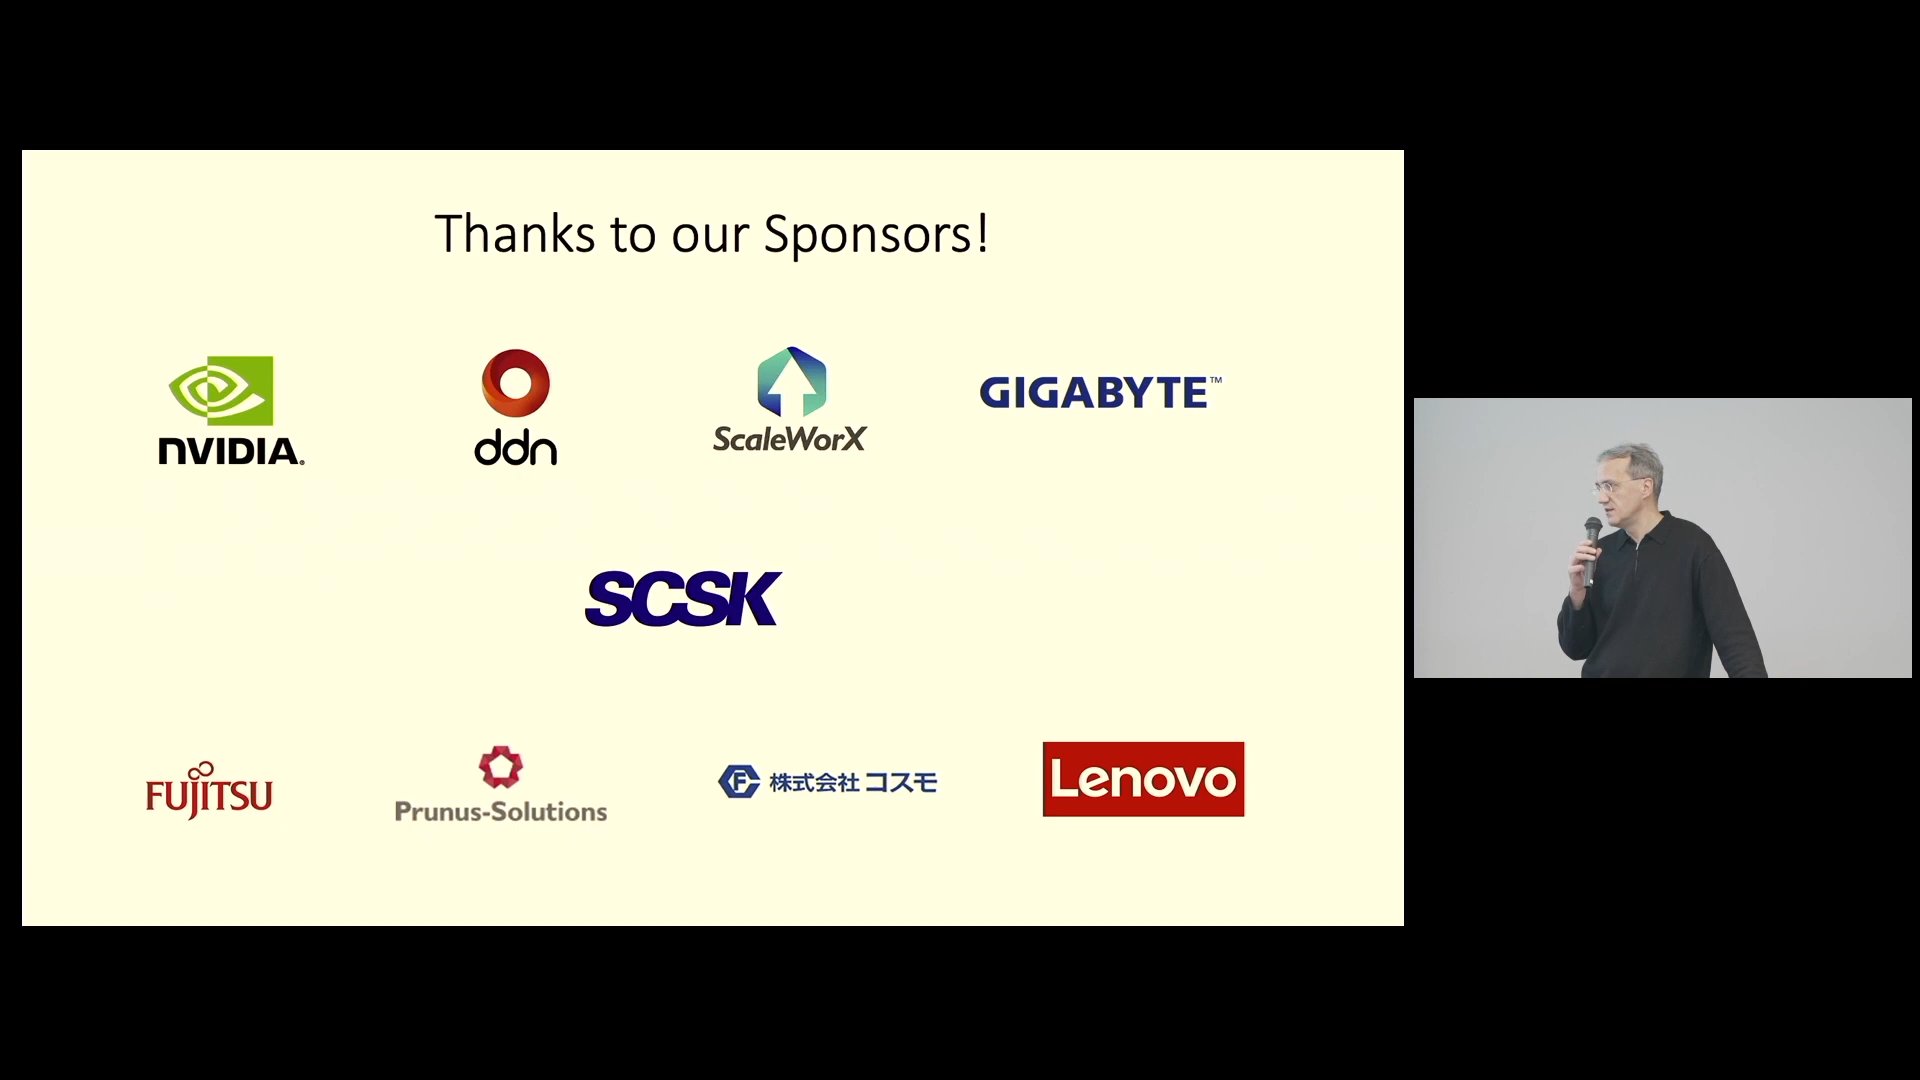 Thanks to our Sponsors!
NVIDIA.
ddn
ScaleWorX
GIGABYTE™
SCSK
FUJITSU
Prunus-Solutions
株式会社 コスモ
Lenovo